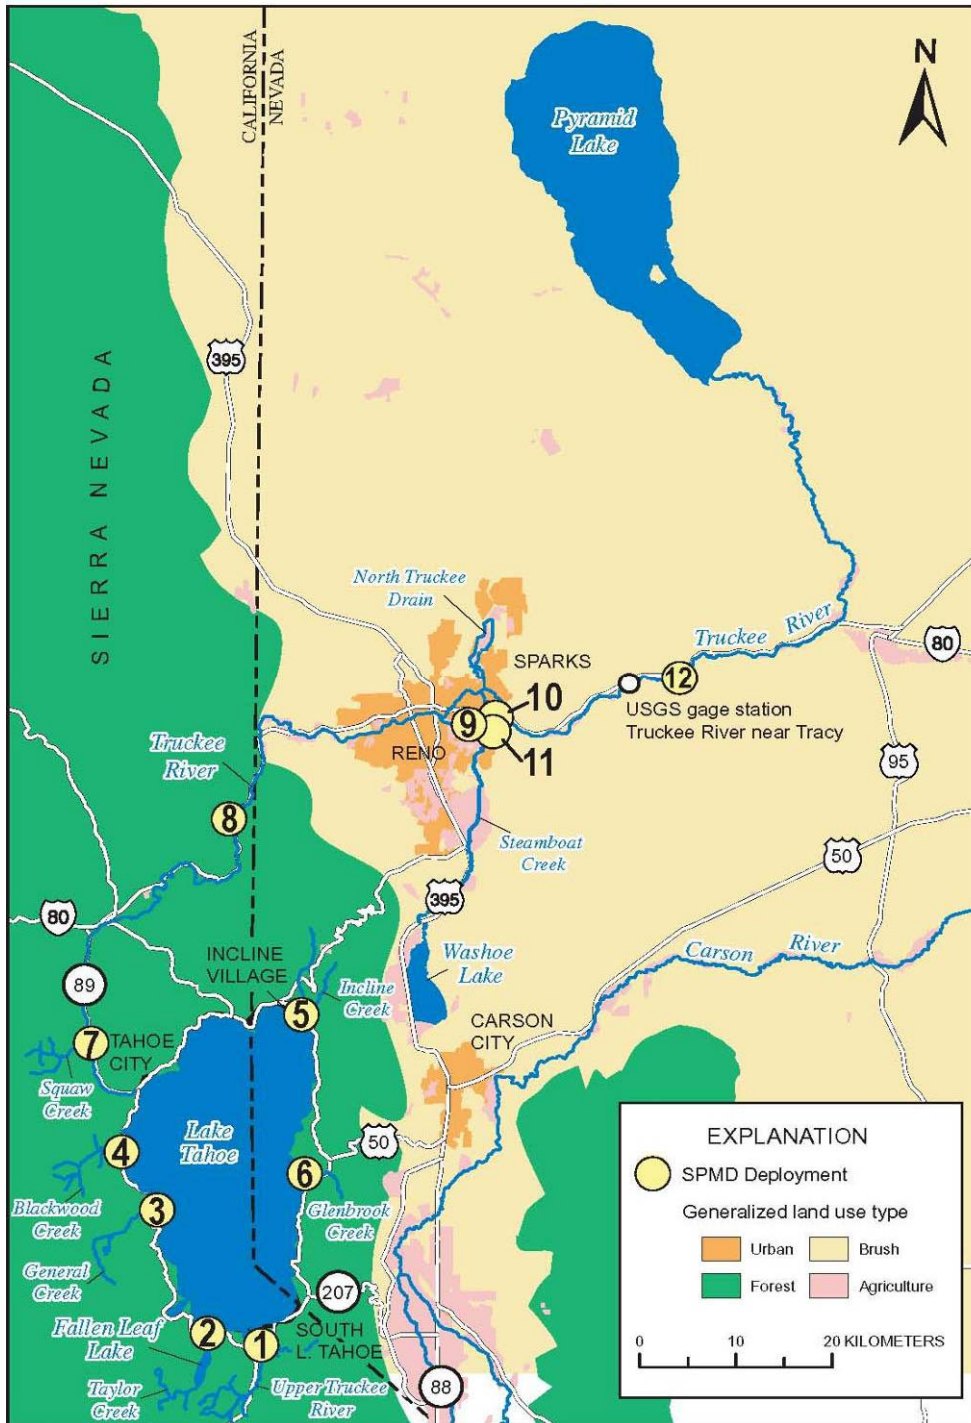 CALIFORNIA
NEVADA
N
Pyramid
Lake
SIERRA NEVADA
395
North Truckee
Drain
SPARKS
Truckee River
80
10
9
12
USGS gage station
Truckee River near Tracy
RENO
11
Truckee
River
95
8
Steamboat
Creek
50
395
80
INCLINE
VILLAGE
Washoe
Lake
Carson River
89
Incline
Creek
5
7
TAHOE
CITY
CARSON
CITY
Squaw
Creek
Lake
Tahoe
50
4
6
Blackwood
Creek
3
Glenbrook
Creek
General
Creek
207
Fallen Leaf
Lake
2
1
SOUTH
L. TAHOE
Taylor
Creek
Upper Truckee
River
88
EXPLANATION
SPMD Deployment
Generalized land use type
Urban
Brush
Forest
Agriculture
0 10 20 KILOMETERS